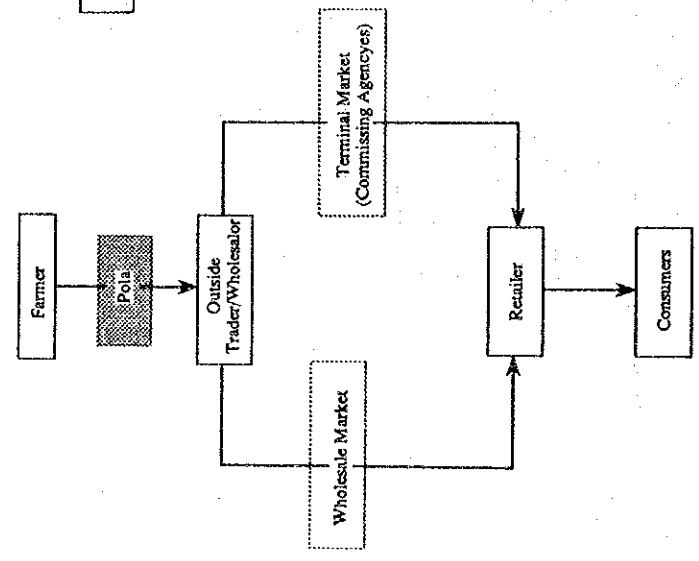 Farmer
Pola
Outside
Trader/Wholesalor
Terminal Market
(Commissing Agencyes)
Wholesale Market
Retailer
Consumers